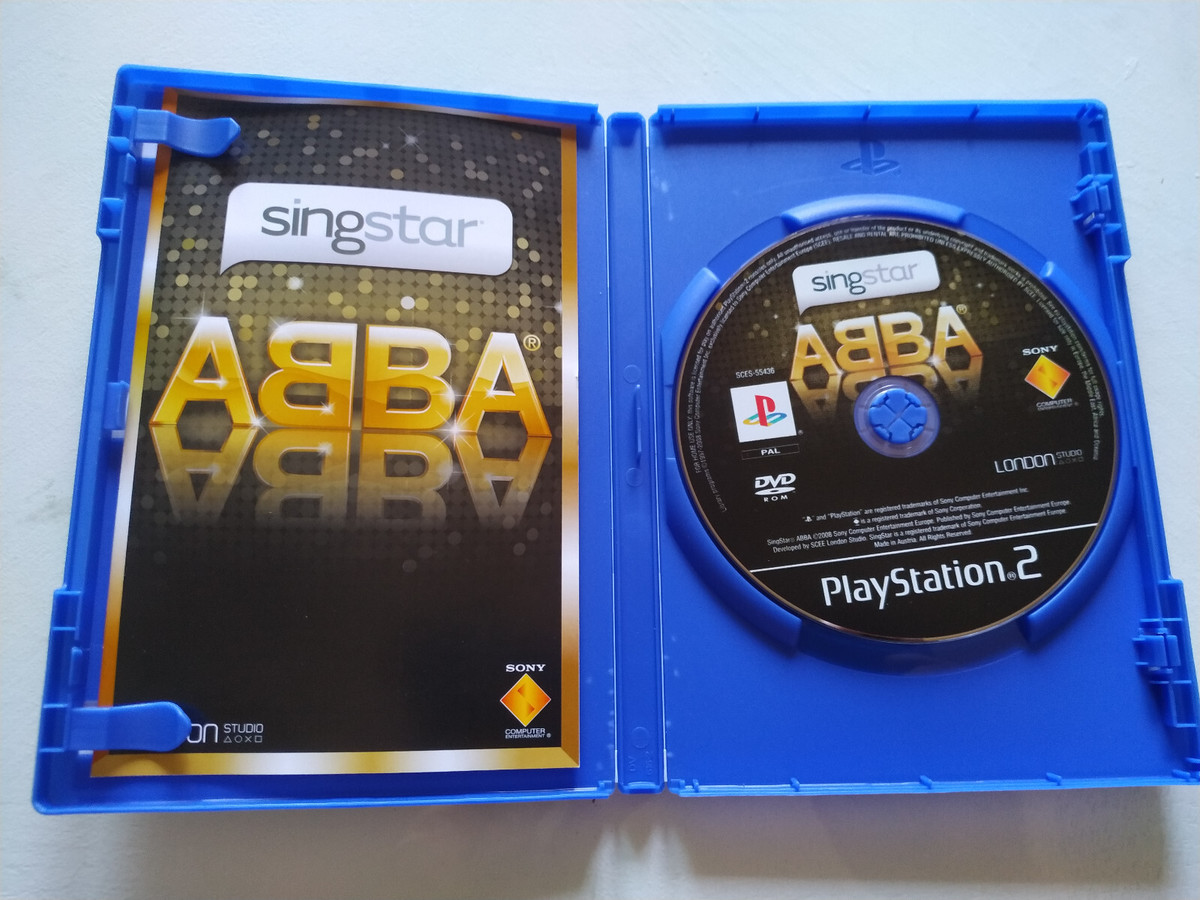 singstar
ABBA®
SONY
COMPUTER
ENTERTAINMENT ®
ON STUDIO
singstar
ABBA®
SCES-55436
PAL
DVD
ROM
SONY
COMPUTER
ENTERTAINMENT ®
LONDON STUDIO
" " and "PlayStation" are registered trademarks of Sony Computer Entertainment Inc.
is a registered trademark of Sony Corporation.
SingStar® ABBA ©2008 Sony Computer Entertainment Europe. Published by Sony Computer Entertainment Europe.
Developed by SCEE London Studio. SingStar is a registered trademark of Sony Computer Entertainment Europe.
Made in Austria. All Rights Reserved.
PlayStation®2